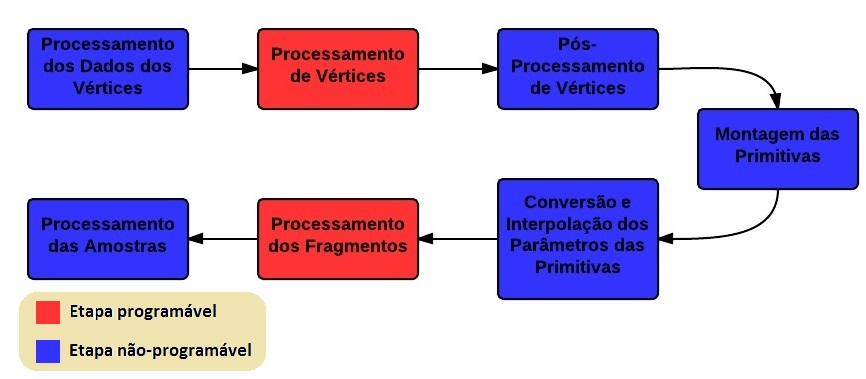 Processamento
dos Dados dos
Vértices
Processamento
de Vértices
Pós-
Processamento
de Vértices
Montagem das
Primitivas
Conversão e
Interpolação dos
Parâmetros das
Primitivas
Processamento
dos Fragmentos
Processamento
das Amostras
Etapa programável
Etapa não-programável